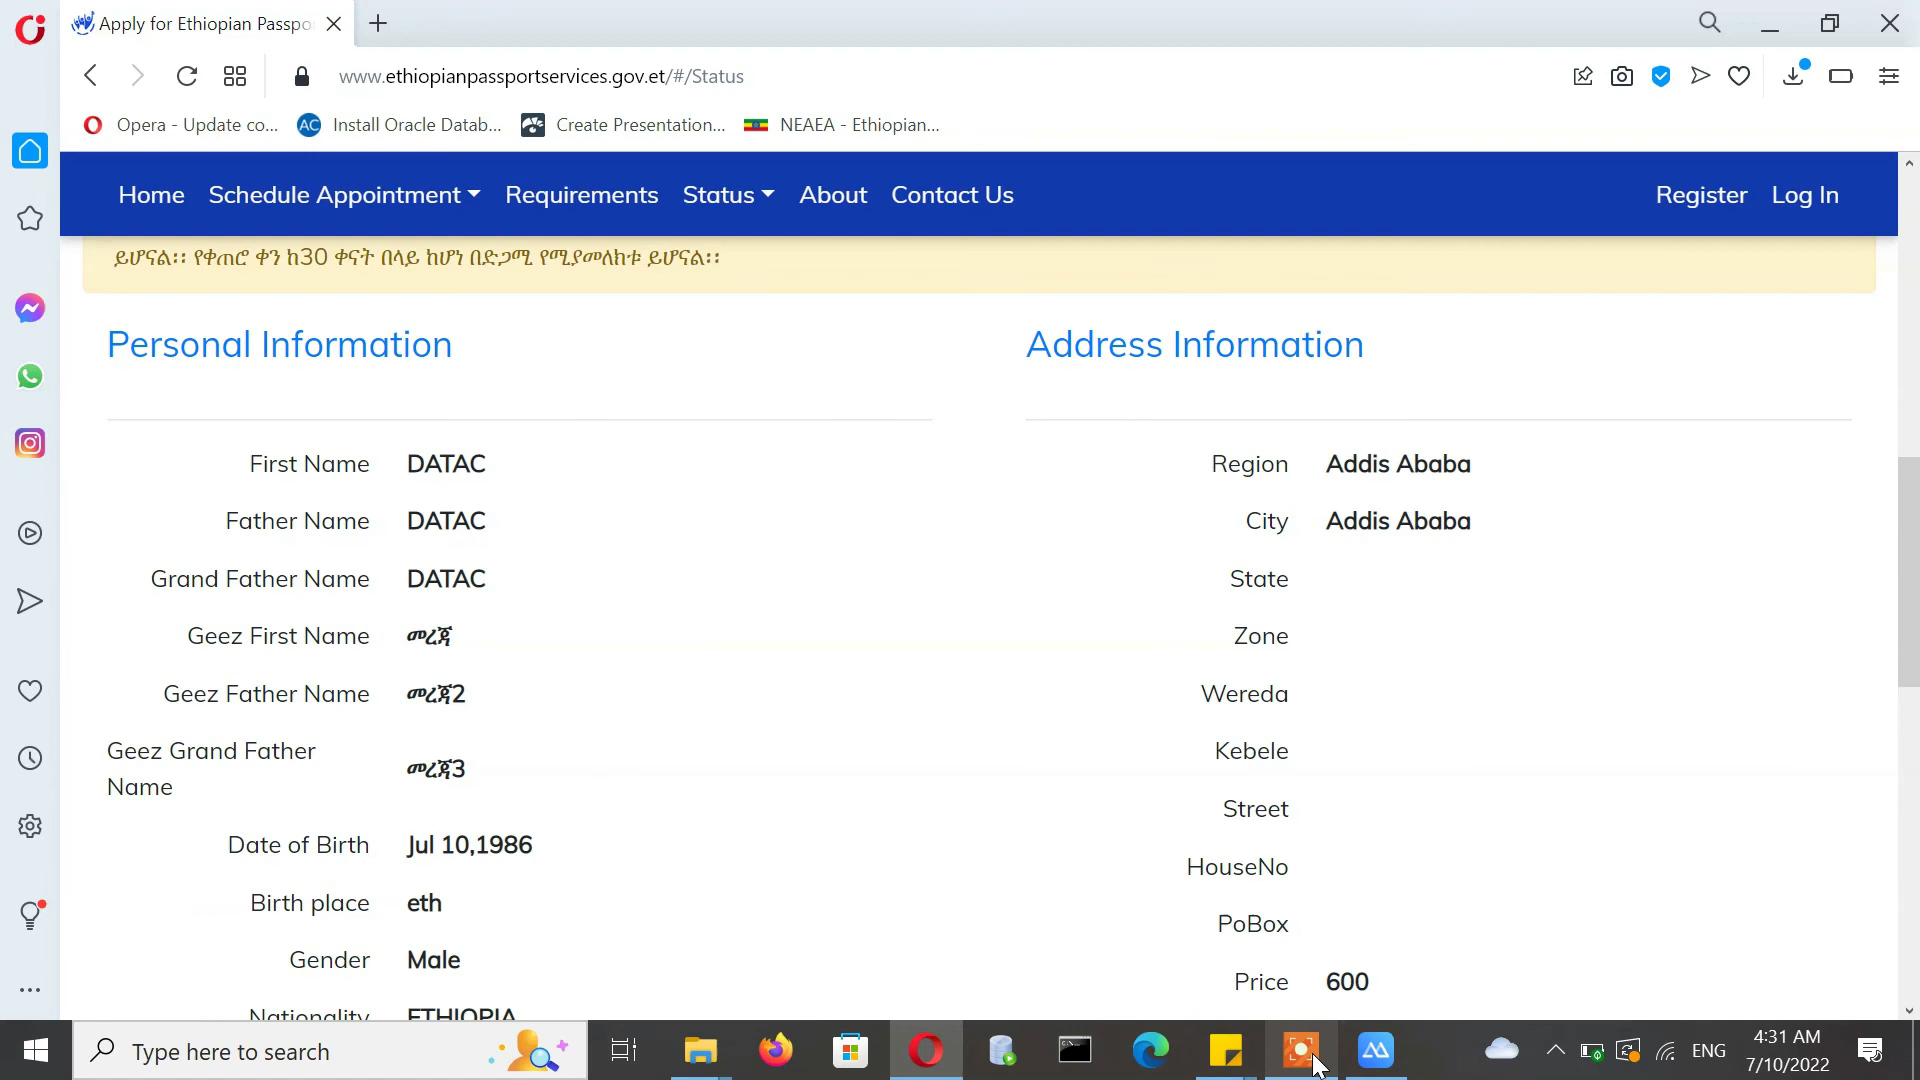 Apply for Ethiopian Passpo
www.ethiopianpassportservices.gov.et/#/Status
Opera - Update co...
Install Oracle Datab...
Create Presentation...
NEAEA - Ethiopian...
Home
Schedule Appointment
Requirements
Status
About
Contact Us
Register
Log In
ይሆናል፡፡ የቀጠሮ ቀን ከ30 ቀናት በላይ ከሆነ በድጋሚ የሚያመለክቱ ይሆናል፡፡
Personal Information
First Name DATAC
Father Name DATAC
Grand Father Name DATAC
Geez First Name መረጃ
Geez Father Name መረጃ2
Geez Grand Father
Name
መረጃ3
Date of Birth Jul 10,1986
Birth place eth
Gender Male
Nationality ETHIOPIA
Address Information
Region Addis Ababa
City Addis Ababa
State
Zone
Wereda
Kebele
Street
HouseNo
PoBox
Price 600
Type here to search
ENG
4:31 AM
7/10/2022